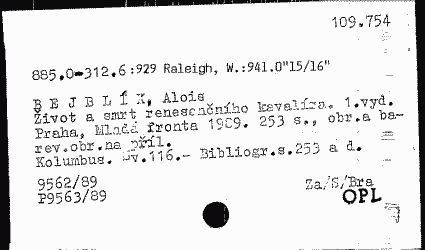 109.754
885.0-312.6:929 Raleigh, W.:941.0"15/16"
B E J B L Í K, Alois
Život a smrt renesančního kavalíra. 1.vyd.
Praha, Mladá fronta 1989. 253 s., obr.a ba-
rev.obr.na příl.
Kolumbus. Sv.116.- Bibliogr.s.253 a d.
9562/89
P9563/89
Za/S/Bra
OPL